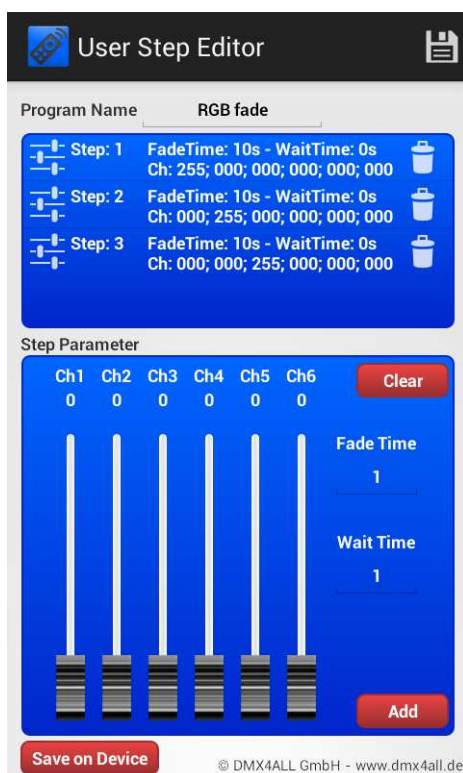 User Step Editor
Program Name RGB fade
Step: 1 FadeTime: 10s - WaitTime: 0s
Ch: 255; 000; 000; 000; 000; 000
Step: 2 FadeTime: 10s - WaitTime: 0s
Ch: 000; 255; 000; 000; 000; 000
Step: 3 FadeTime: 10s - WaitTime: 0s
Ch: 000; 000; 255; 000; 000; 000
Step Parameter
Ch1 Ch2 Ch3 Ch4 Ch5 Ch6 Clear
0 0 0 0 0 0
Fade Time
1
Wait Time
1
Add
Save on Device © DMX4ALL GmbH - www.dmx4all.de